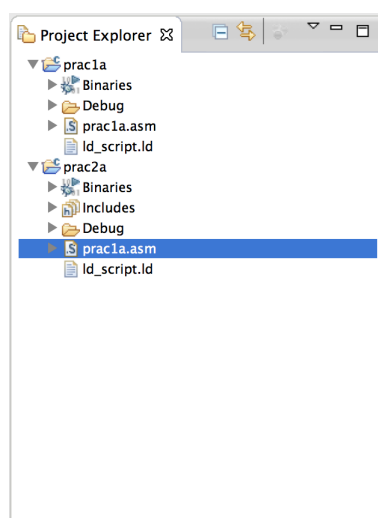 Project Explorer
prac1a
Binaries
Debug
prac1a.asm
ld_script.ld
prac2a
Binaries
Includes
Debug
prac1a.asm
ld_script.ld